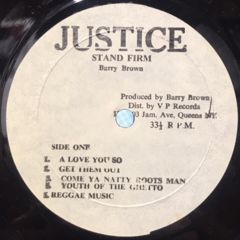 JUSTICE
STAND FIRM
Barry Brown
Produced by Barry Brown
Dist. by V P Records
03 Jam. Ave, Queens NY.
33⅓ R P.M.
SIDE ONE
1. A LOVE YOU SO
2. GET THEM OUT
3. COME YA NATTY ROOTS MAN
4. YOUTH OF THE GHETTO
5. REGGAE MUSIC